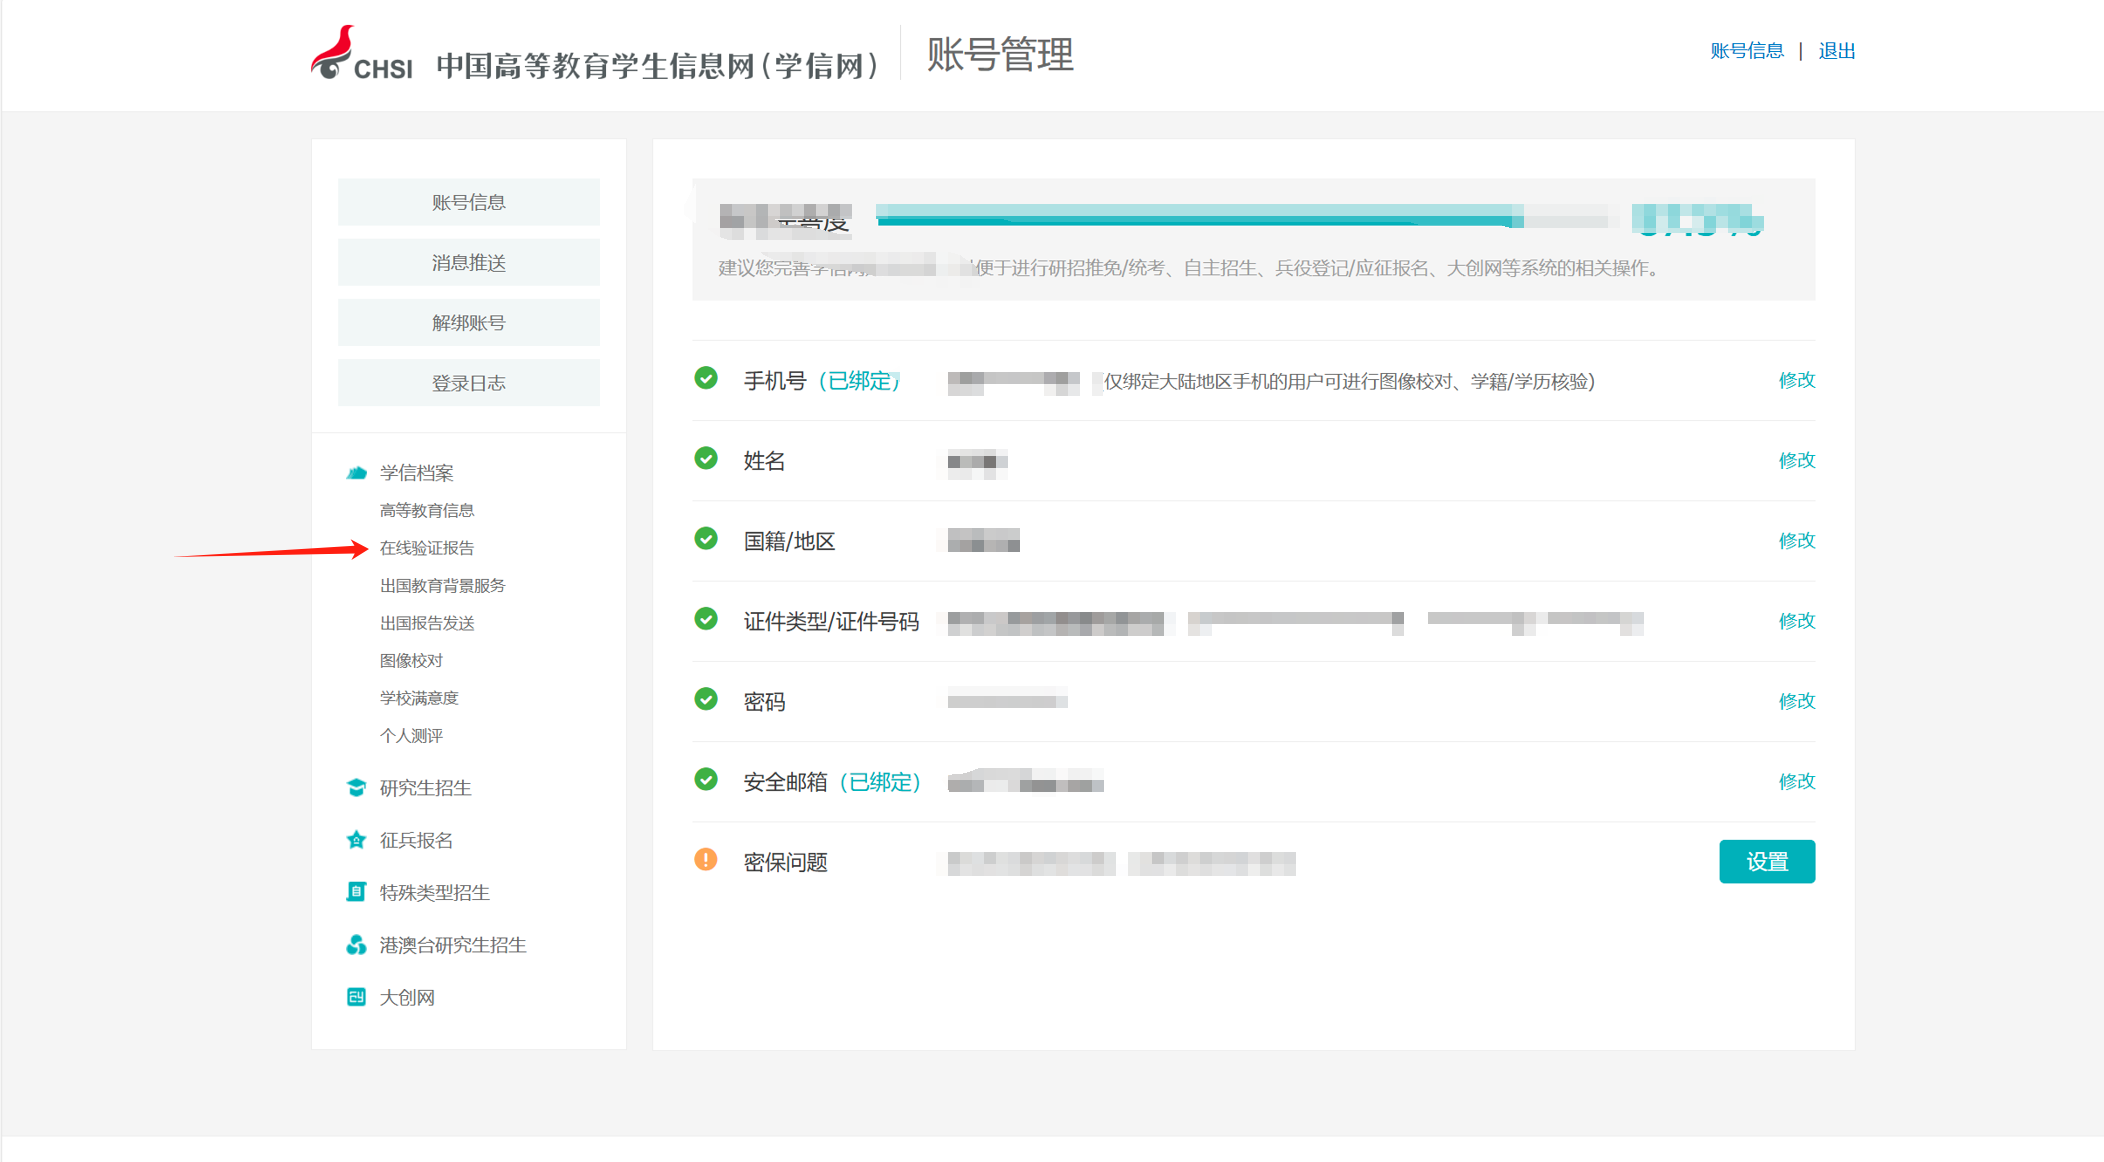 CHSI 中国高等教育学生信息网(学信网) 账号管理
账号信息 | 退出
账号信息
消息推送
解绑账号
登录日志
学信档案
高等教育信息
在线验证报告
出国教育背景服务
出国报告发送
图像校对
学校满意度
个人测评
研究生招生
征兵报名
特殊类型招生
港澳台研究生招生
大创网
建议您完善学信网 便于进行研招推免/统考、自主招生、兵役登记/应征报名、大创网等系统的相关操作。
手机号(已绑定) 仅绑定大陆地区手机的用户可进行图像校对、学籍/学历核验) 修改
姓名 修改
国籍/地区 修改
证件类型/证件号码 修改
密码 修改
安全邮箱(已绑定) 修改
密保问题 设置